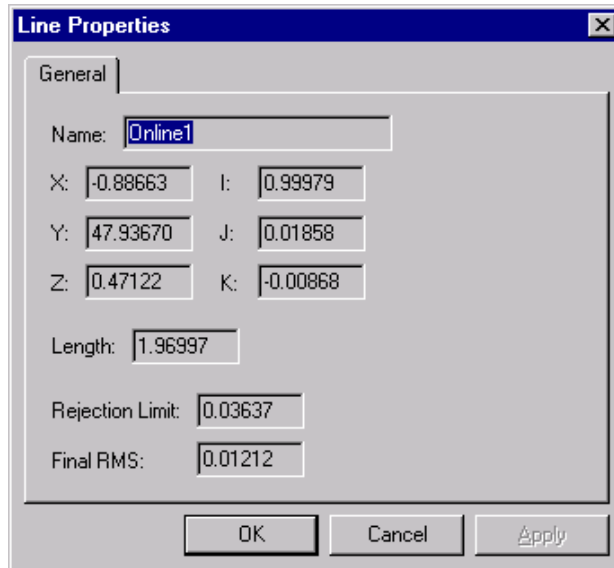 Line Properties
General
Name: Online1
X: -0.88663 I: 0.99979
Y: 47.93670 J: 0.01858
Z: 0.47122 K: -0.00868
Length: 1.96997
Rejection Limit: 0.03637
Final RMS: 0.01212
OK Cancel Apply